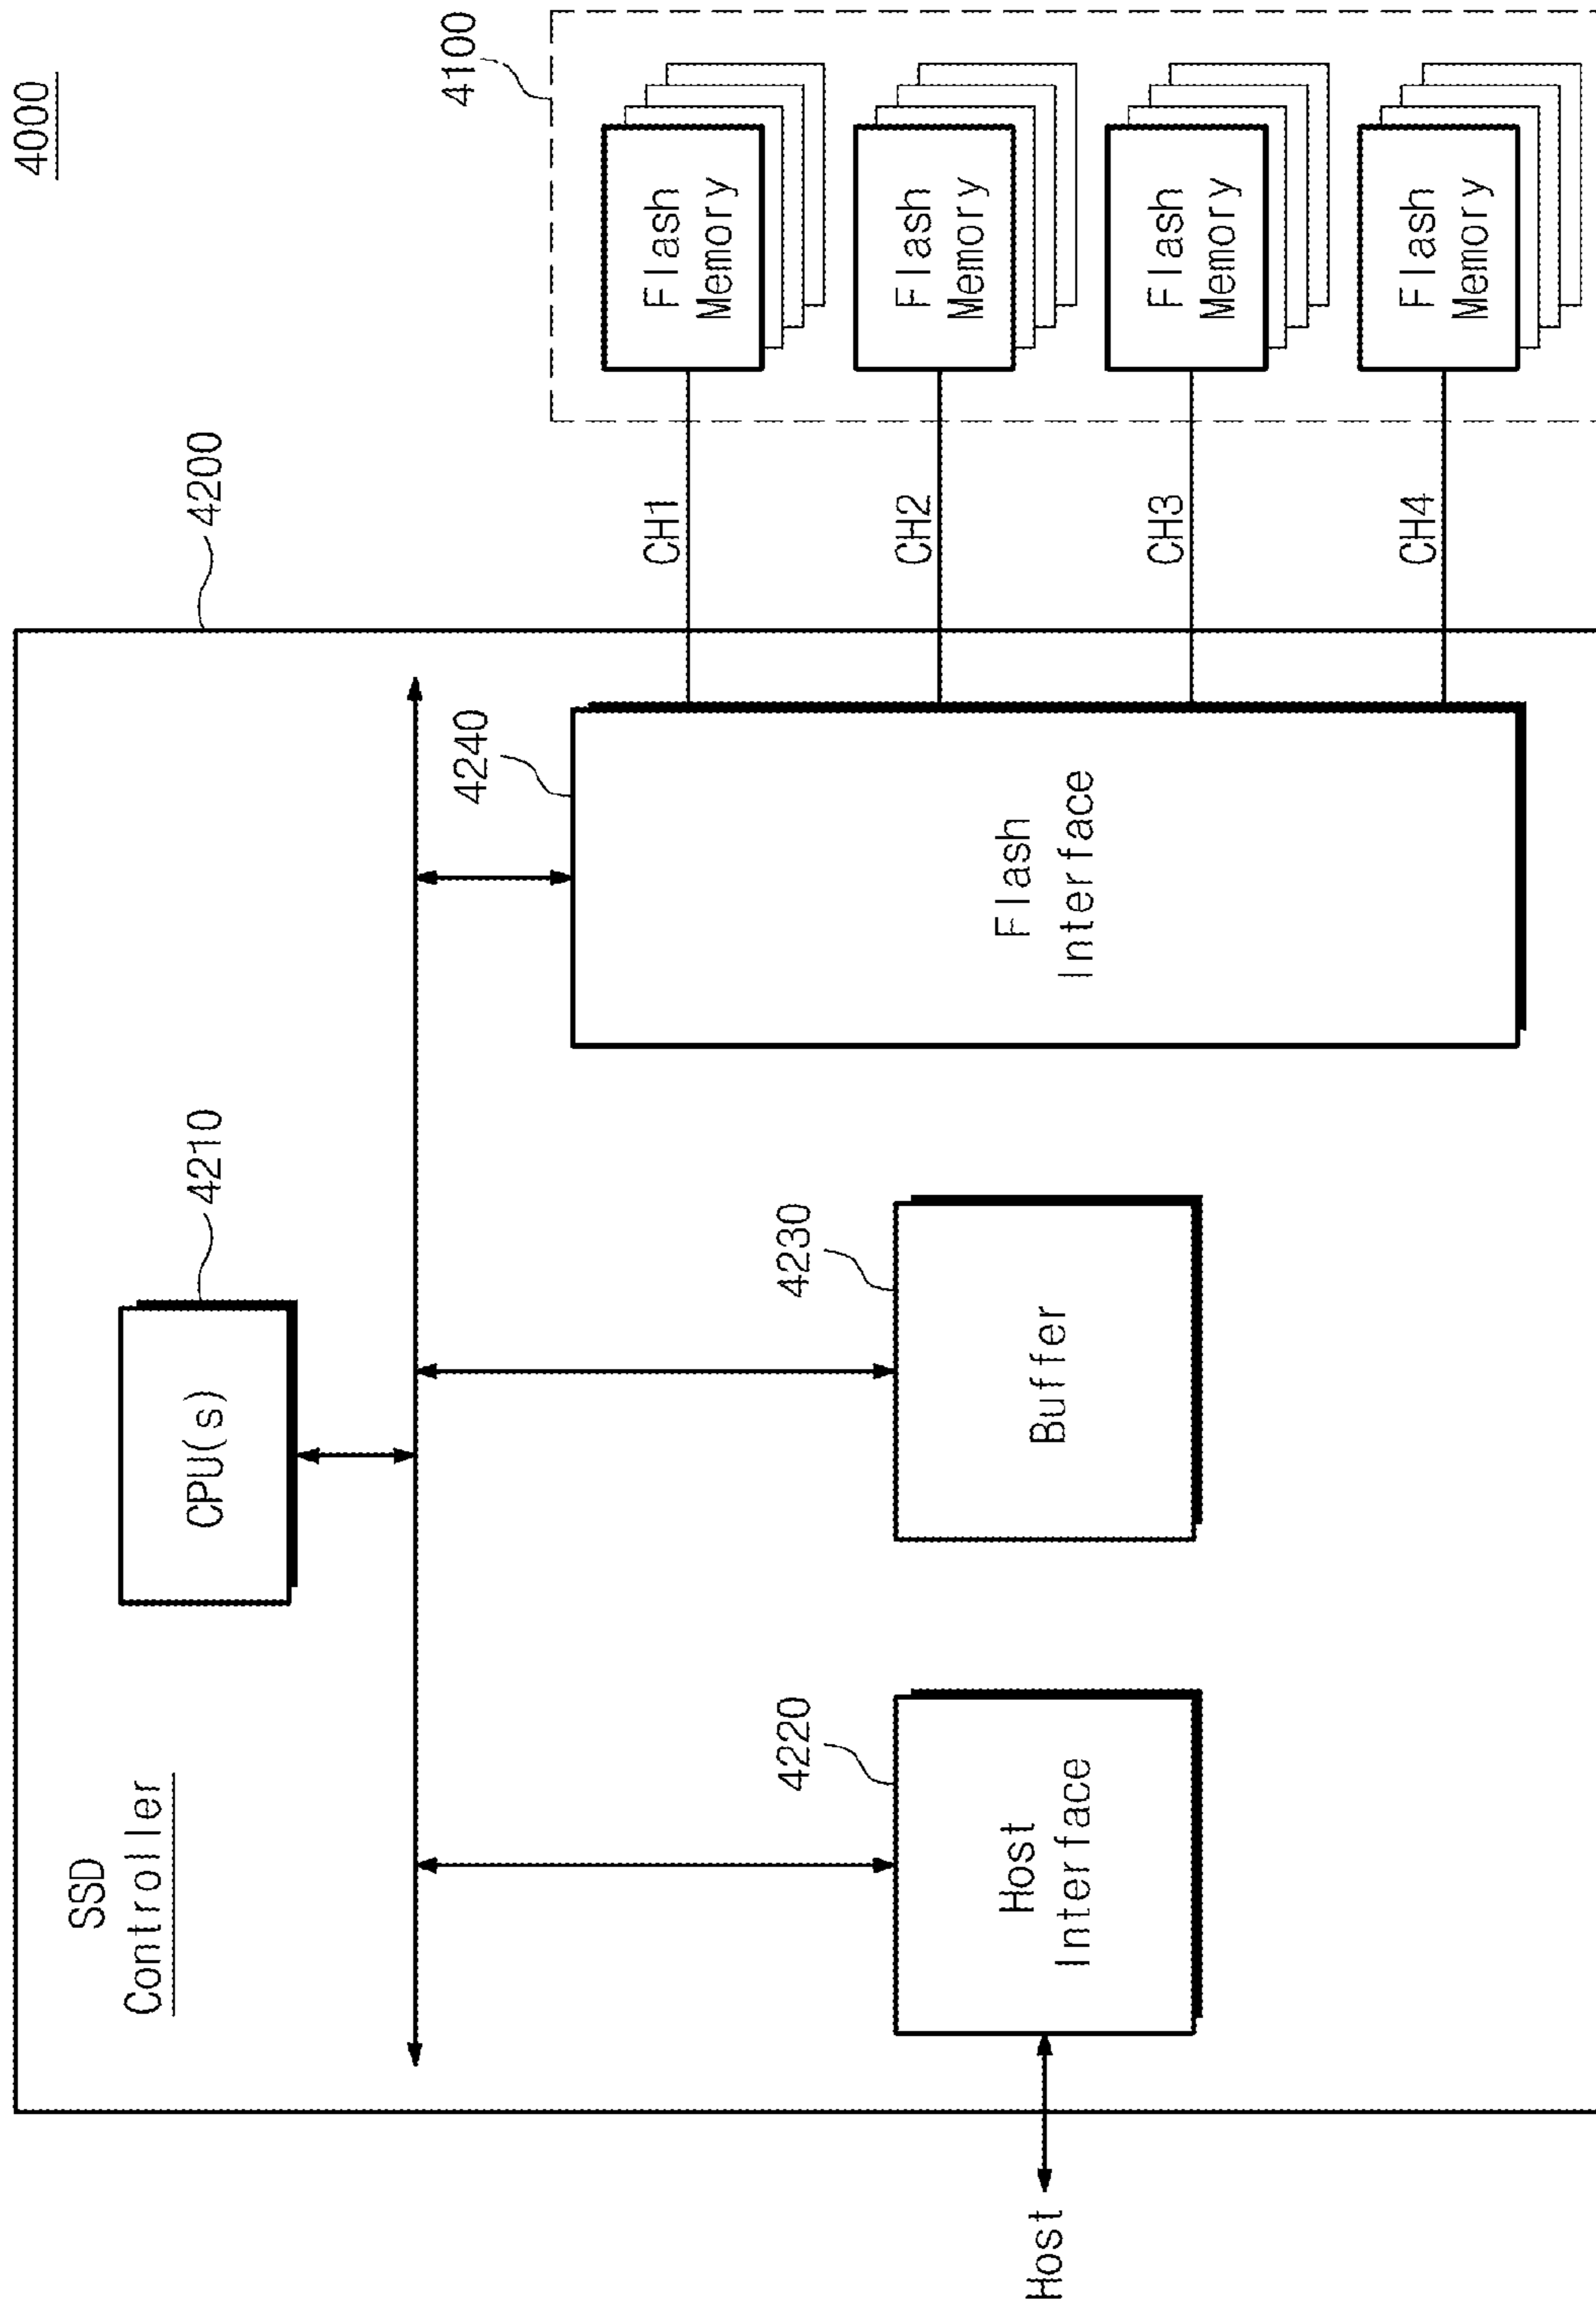 4000
4200
SSD
Controller
4210
CPU(s)
4220
Host
Interface
4230
Buffer
4240
Flash
Interface
Host
CH1
CH2
CH3
CH4
4100
Flash
Memory
Flash
Memory
Flash
Memory
Flash
Memory